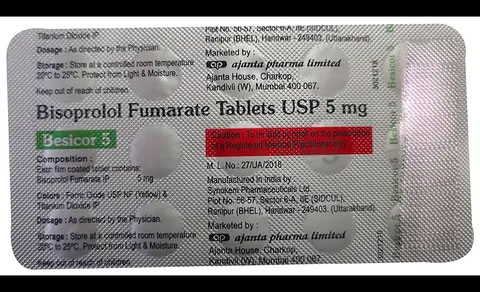 Titanium Dioxide IP
Dosage : As directed by the Physician.
Storage : Store at a controlled room temperature
20°C to 25°C. Protect from Light & Moisture.
Keep out of reach of children.
Plot No. 56-57, Sector-6-A, IIE (SIDCUL),
Ranipur (BHEL), Haridwar - 249403. (Uttarakhand).
Marketed by :
ap ajanta pharma limited
Ajanta House, Charkop,
Kandivli (W), Mumbai 400 067.
Bisoprolol Fumarate Tablets USP 5 mg
Besicor 5
Composition :
Each film coated tablet contains:
Bisoprolol Fumarate IP 5 mg
Colors : Ferric Oxide USP NF (Yellow) &
Titanium Dioxide IP
Dosage : As directed by the Physician.
Storage : Store at a controlled room temperature
20°C to 25°C. Protect from Light & Moisture.
Keep out of reach of children.
Caution : To be sold by retail on the prescription
of a Registered Medical Practitioner only.
M. L. No.: 27/UA/2018
Manufactured in India by
Synokem Pharmaceuticals Ltd.
Plot No. 56-57, Sector-6-A, IIE (SIDCUL),
Ranipur (BHEL), Haridwar - 249403. (Uttarakhand).
Marketed by :
ap ajanta pharma limited
Ajanta House, Charkop,
Kandivli (W), Mumbai 400 067.
Besicor 5
Besicor 5